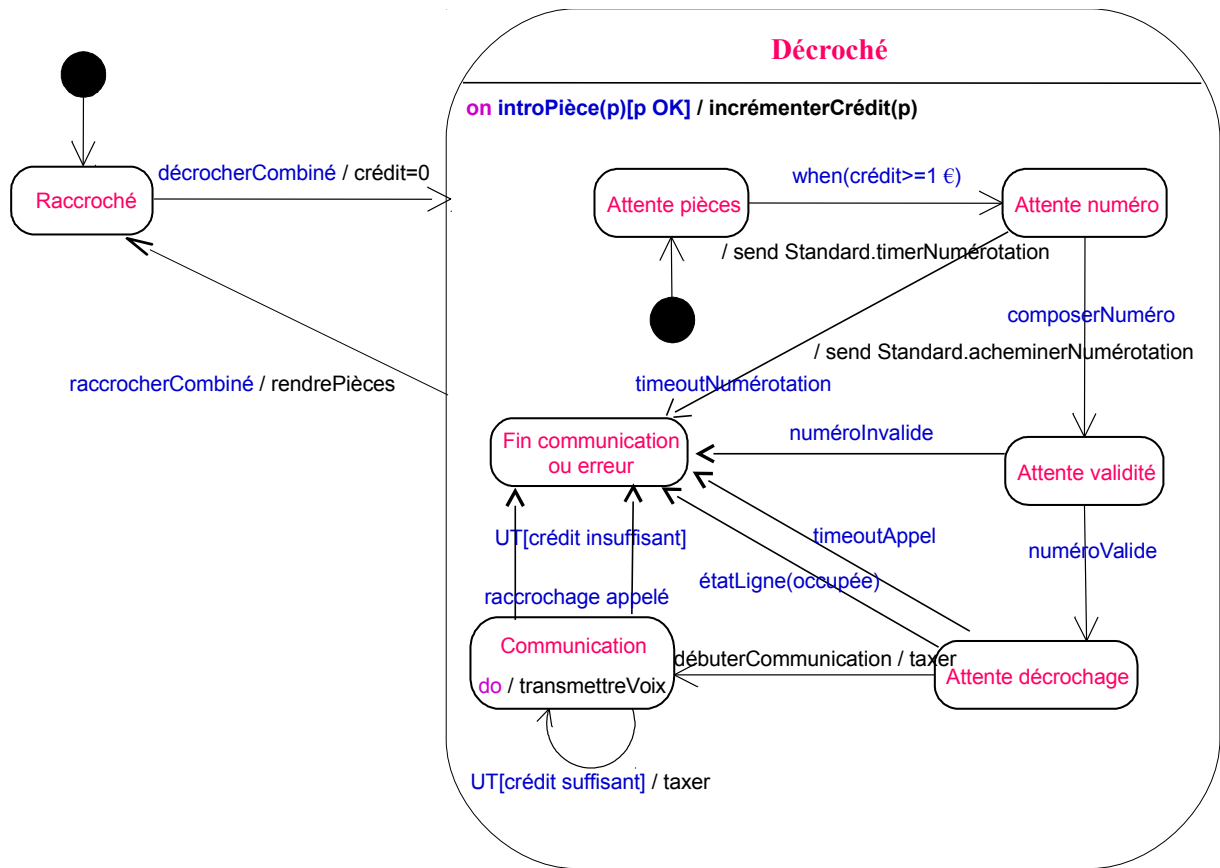 Décroché
on introPièce(p)[p OK] / incrémenterCrédit(p)
décrocherCombiné / crédit=0
when(crédit>=1 €)
Raccroché
Attente pièces
Attente numéro
/ send Standard.timerNumérotation
composerNuméro
/ send Standard.acheminerNumérotation
raccrocherCombiné / rendrePièces
timeoutNumérotation
numéroInvalide
Fin communication
ou erreur
Attente validité
UT[crédit insuffisant]
timeoutAppel
numéroValide
étatLigne(occupée)
raccrochage appelé
Communication
débuterCommunication / taxer
Attente décrochage
do / transmettreVoix
UT[crédit suffisant] / taxer